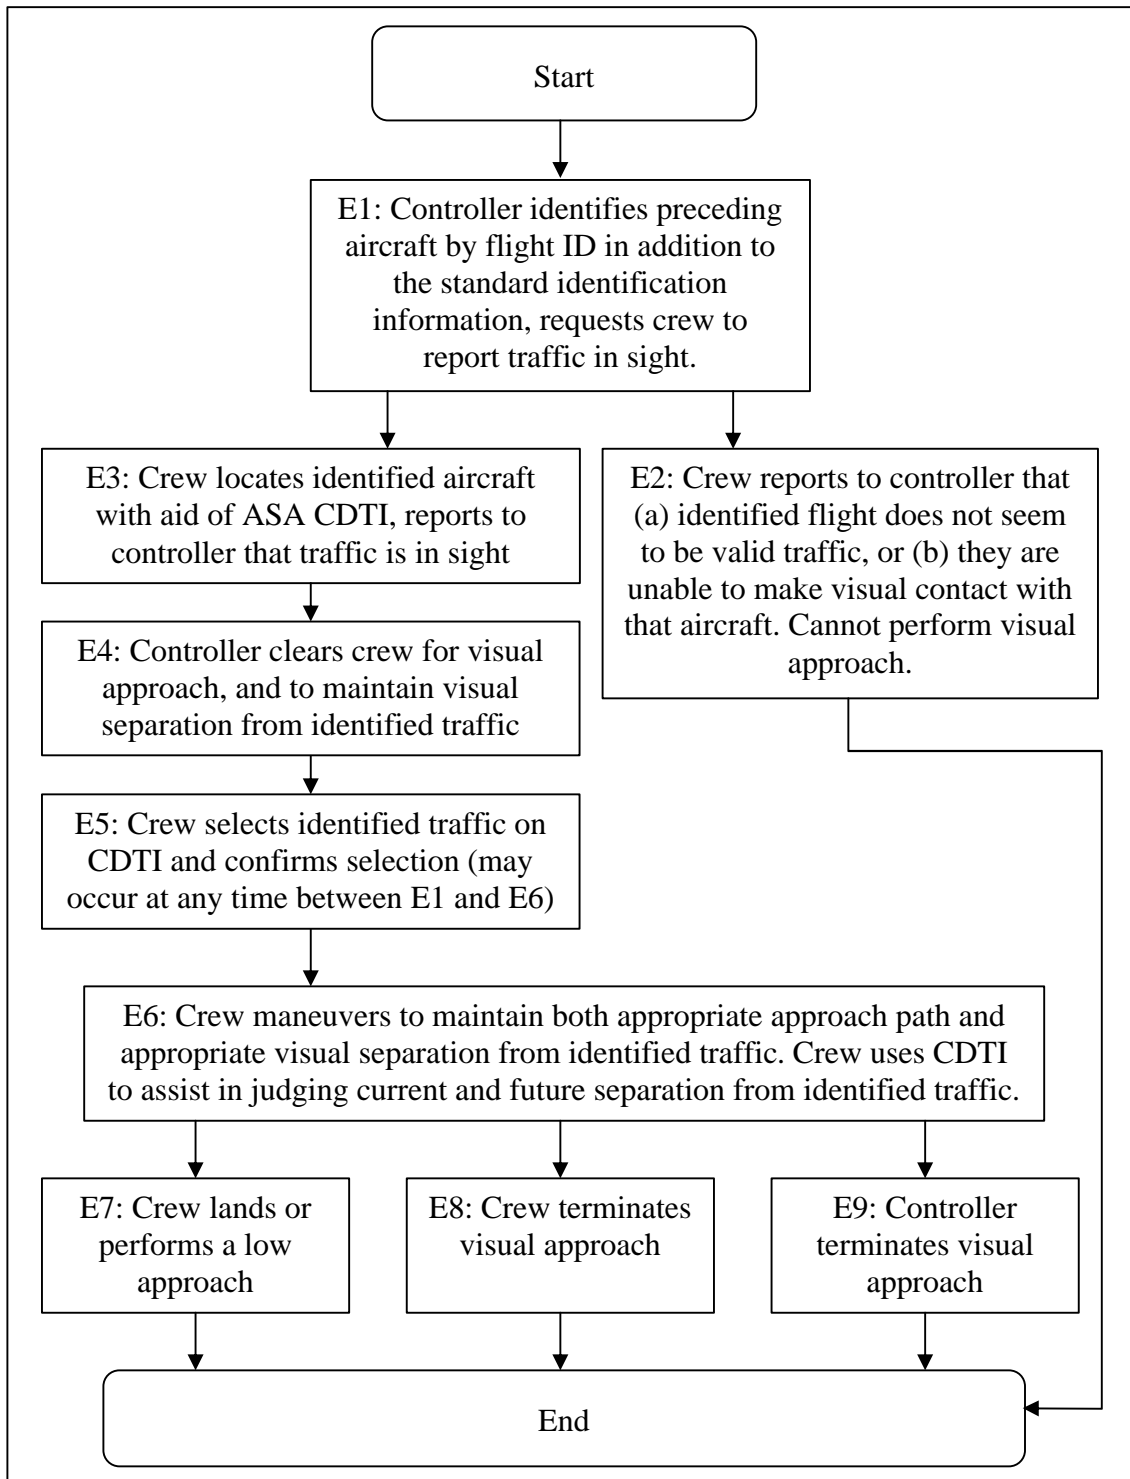 Start
E1: Controller identifies preceding
aircraft by flight ID in addition to
the standard identification
information, requests crew to
report traffic in sight.
E3: Crew locates identified aircraft
with aid of ASA CDTI, reports to
controller that traffic is in sight
E2: Crew reports to controller that
(a) identified flight does not seem
to be valid traffic, or (b) they are
unable to make visual contact with
that aircraft. Cannot perform visual
approach.
E4: Controller clears crew for visual
approach, and to maintain visual
separation from identified traffic
E5: Crew selects identified traffic on
CDTI and confirms selection (may
occur at any time between E1 and E6)
E6: Crew maneuvers to maintain both appropriate approach path and
appropriate visual separation from identified traffic. Crew uses CDTI
to assist in judging current and future separation from identified traffic.
E7: Crew lands or
performs a low
approach
E8: Crew terminates
visual approach
E9: Controller
terminates visual
approach
End